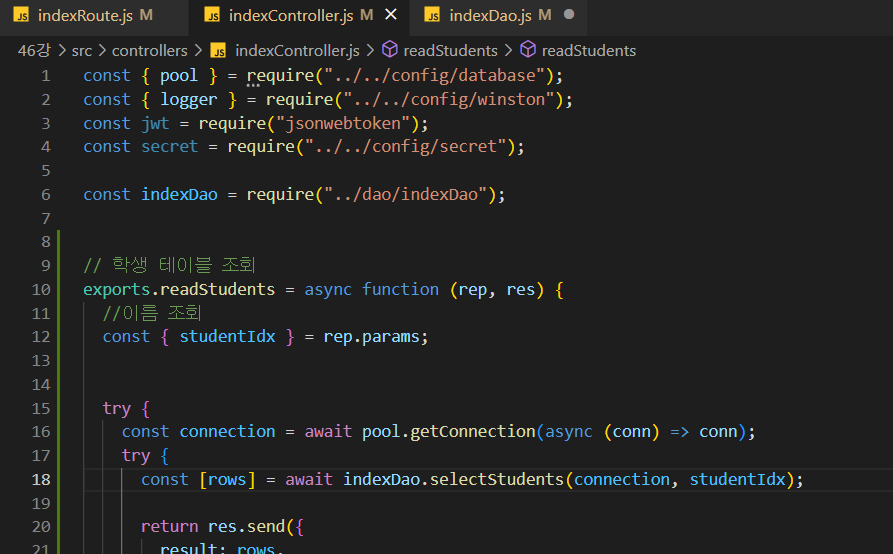 indexRoute.js M
indexController.js M
indexDao.js M
46강 > src > controllers > indexController.js > readStudents > readStudents
1 const { pool } = require("../../config/database");
2 const { logger } = require("../../config/winston");
3 const jwt = require("jsonwebtoken");
4 const secret = require("../../config/secret");
5
6 const indexDao = require("../dao/indexDao");
7
8
9 // 학생 테이블 조회
10 exports.readStudents = async function (rep, res) {
11 //이름 조회
12 const { studentIdx } = rep.params;
13
14
15 try {
16 const connection = await pool.getConnection(async (conn) => conn);
17 try {
18 const [rows] = await indexDao.selectStudents(connection, studentIdx);
19
20 return res.send({
21 result: rows,